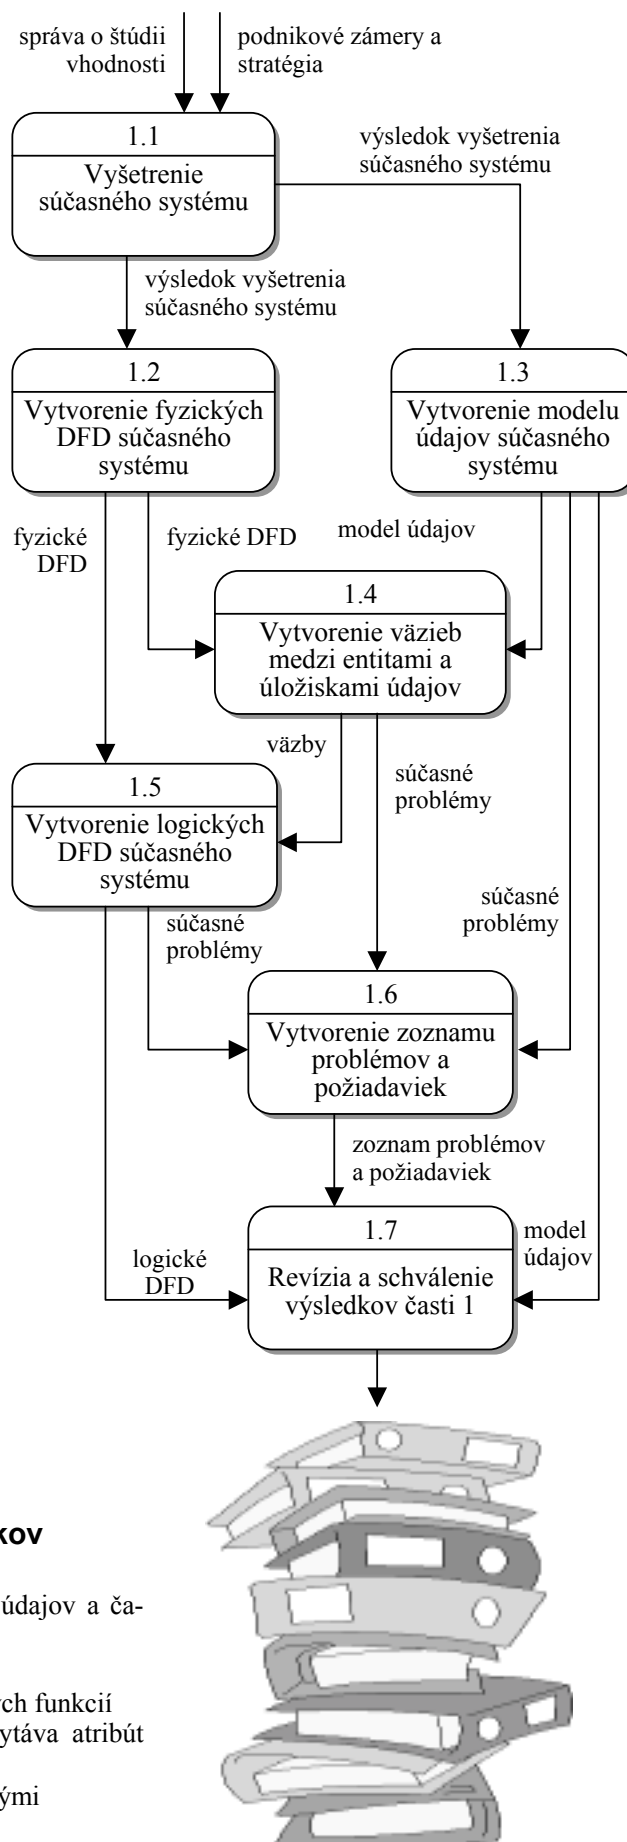 správa o štúdii
vhodnosti
podnikové zámery a
stratégia
1.1
Vyšetrenie
súčasného systému
výsledok vyšetrenia
súčasného systému
výsledok vyšetrenia
súčasného systému
1.2
Vytvorenie fyzických
DFD súčasného
systému
1.3
Vytvorenie modelu
údajov súčasného
systému
fyzické
DFD
fyzické DFD
model údajov
1.4
Vytvorenie väzieb
medzi entitami a
úložiskami údajov
väzby
súčasné
problémy
1.5
Vytvorenie logických
DFD súčasného
systému
súčasné
problémy
súčasné
problémy
1.6
Vytvorenie zoznamu
problémov a
požiadaviek
zoznam problémov
a požiadaviek
1.7
Revízia a schválenie
výsledkov časti 1
logické
DFD
model
údajov
kov
údajov a ča-
ch funkcií
ytáva atribút
ými